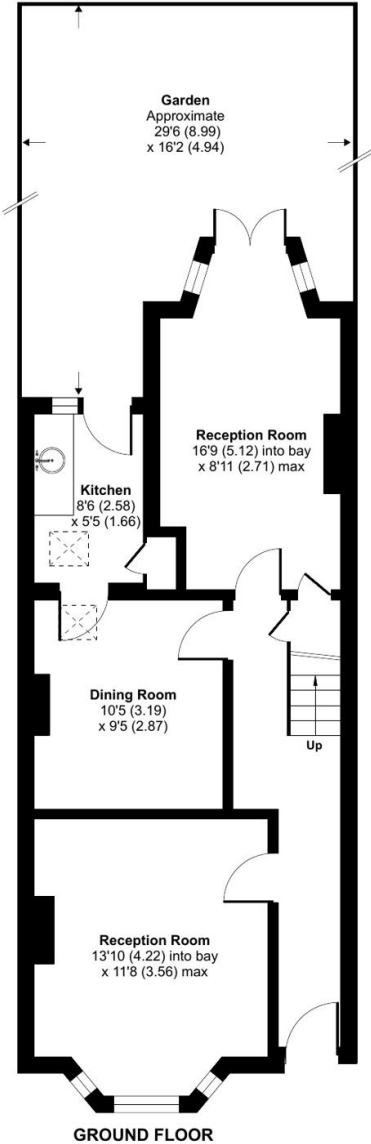 Garden
Approximate
29'6 (8.99)
x 16'2 (4.94)
Reception Room
16'9 (5.12) into bay
x 8'11 (2.71) max
Kitchen
8'6 (2.58)
x 5'5 (1.66)
Dining Room
10'5 (3.19)
x 9'5 (2.87)
Up
Reception Room
13'10 (4.22) into bay
x 11'8 (3.56) max
GROUND FLOOR